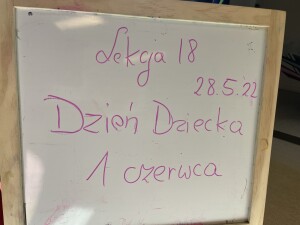 Lekcja 18
28.5.22
Dzień Dziecka
1 czerwca